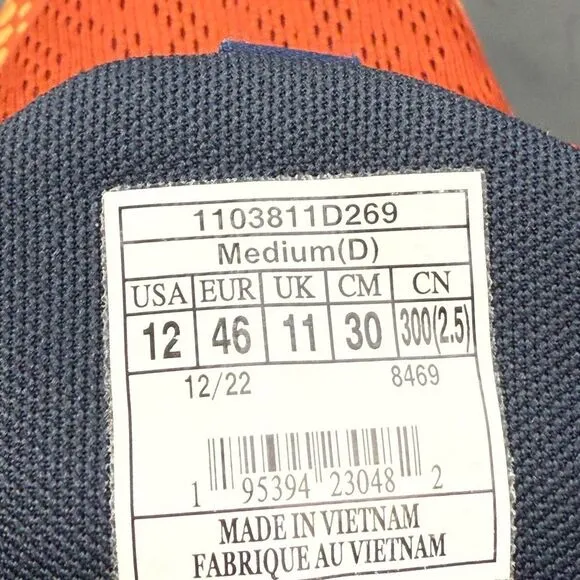 1103811D269
Medium(D)
USA EUR UK CM CN
12 46 11 30 300(2.5)
12/22 8469
1 95394 23048 2
MADE IN VIETNAM
FABRIQUE AU VIETNAM